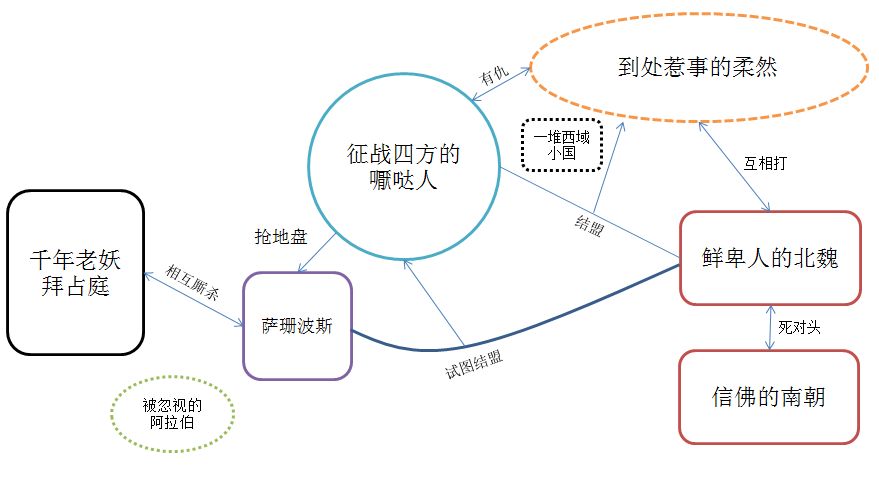 到处惹事的柔然
有仇
征战四方的
嚈哒人
一堆西域
小国
互相打
结盟
抢地盘
千年老妖
拜占庭
相互厮杀
萨珊波斯
鲜卑人的北魏
试图结盟
死对头
信佛的南朝
被忽视的
阿拉伯